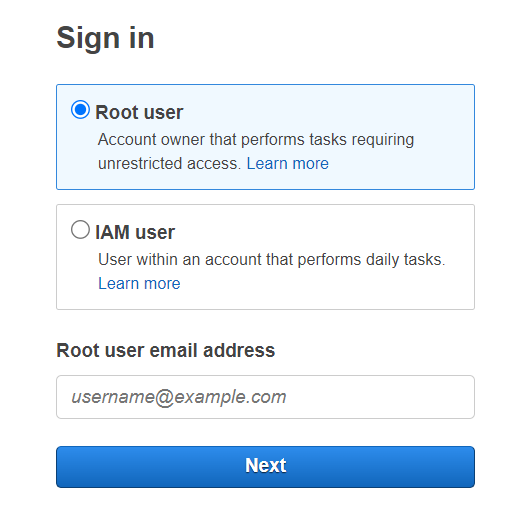 Sign in
Root user
Account owner that performs tasks requiring
unrestricted access. Learn more
IAM user
User within an account that performs daily tasks.
Learn more
Root user email address
username@example.com
Next